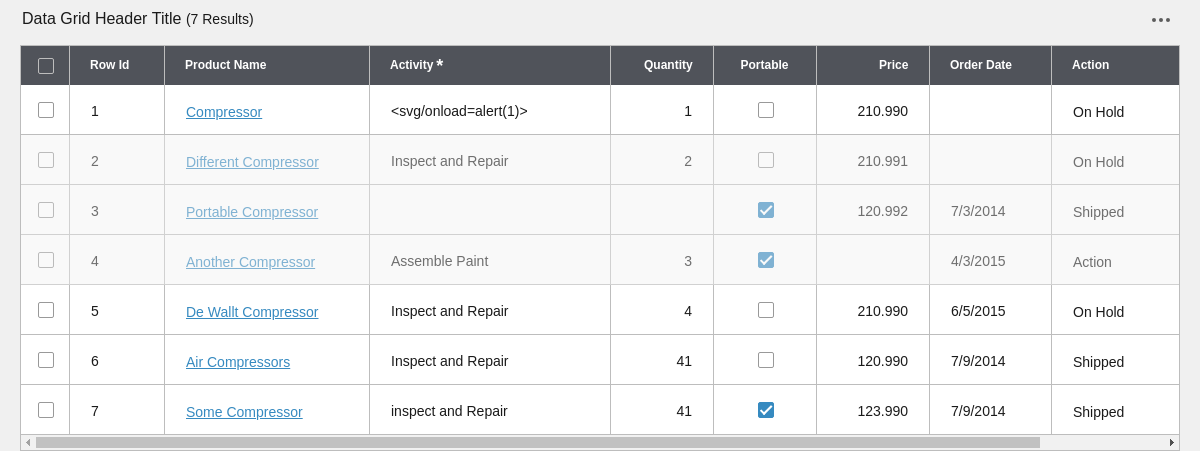 Data Grid Header Title (7 Results)
Row Id Product Name Activity * Quantity Portable Price Order Date Action
1 Compressor <svg/onload=alert(1)> 1 210.990 On Hold
2 Different Compressor Inspect and Repair 2 210.991 On Hold
3 Portable Compressor 120.992 7/3/2014 Shipped
4 Another Compressor Assemble Paint 3 4/3/2015 Action
5 De Wallt Compressor Inspect and Repair 4 210.990 6/5/2015 On Hold
6 Air Compressors Inspect and Repair 41 120.990 7/9/2014 Shipped
7 Some Compressor inspect and Repair 41 123.990 7/9/2014 Shipped